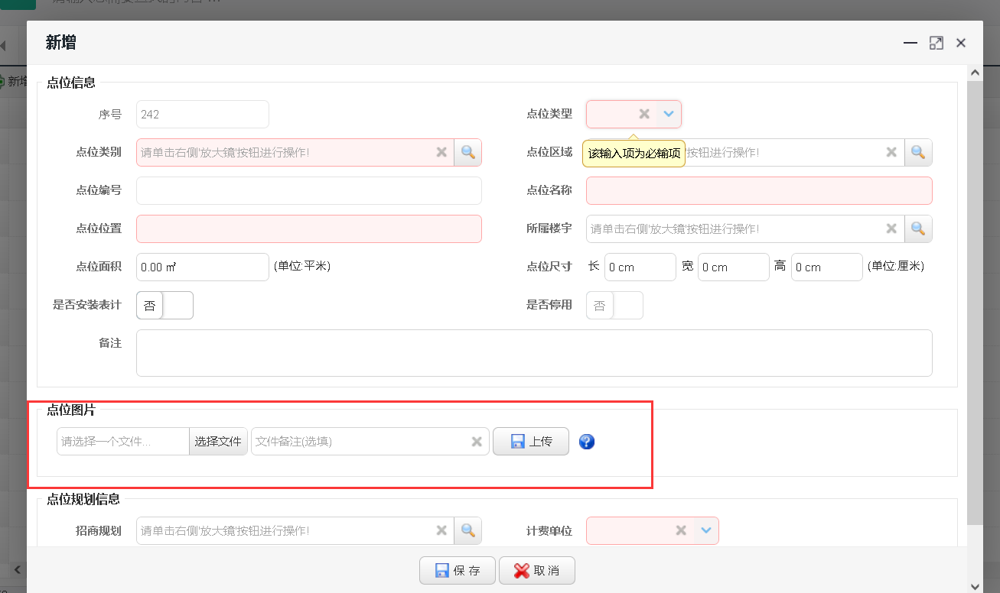 新增
新增
点位信息
序号 242 点位类型
点位类别 请单击右侧'放大镜'按钮进行操作! 点位区域 按钮进行操作!
该输入项为必输项
点位编号 点位名称
点位位置 所属楼宇 请单击右侧'放大镜'按钮进行操作!
点位面积 0.00 ㎡ (单位:平米) 点位尺寸 长 0 cm 宽 0 cm 高 0 cm (单位:厘米)
是否安装表计 否 是否停用 否
备注
点位图片
请选择一个文件... 选择文件 文件备注(选填) 上传
点位规划信息
招商规划 请单击右侧'放大镜'按钮进行操作! 计费单位
保存 取消